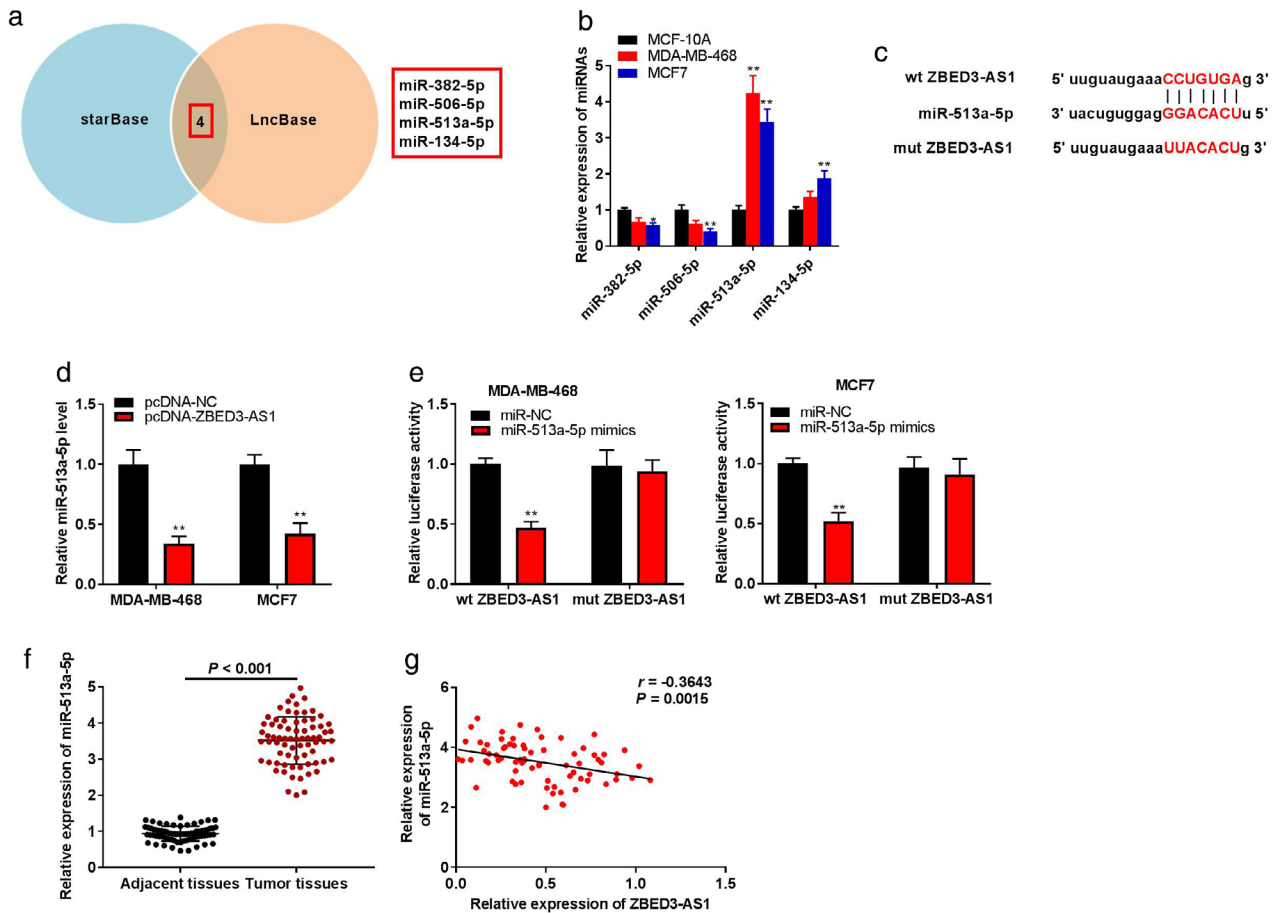 a
starBase
4
LncBase
miR-382-5p
miR-506-5p
miR-513a-5p
miR-134-5p
b
MCF-10A
MDA-MB-468
MCF7
Relative expression of miRNAs
5
4
3
2
1
0
**
**
*
**
**
miR-382-5p
miR-506-5p
miR-513a-5p
miR-134-5p
c
wt ZBED3-AS1 5' uuguaugaaaCCUGUGAg 3'
miR-513a-5p 3' uacuguggagGGACACUu 5'
mut ZBED3-AS1 5' uuguaugaaaUUACACUg 3'
d
pcDNA-NC
pcDNA-ZBED3-AS1
Relative miR-513a-5p level
1.5
1.0
0.5
0.0
**
**
MDA-MB-468 MCF7
e
MDA-MB-468
miR-NC
miR-513a-5p mimics
Relative luciferase activity
1.5
1.0
0.5
0.0
**
wt ZBED3-AS1 mut ZBED3-AS1
MCF7
miR-NC
miR-513a-5p mimics
Relative luciferase activity
1.5
1.0
0.5
0.0
**
wt ZBED3-AS1 mut ZBED3-AS1
f
P < 0.001
Relative expression of miR-513a-5p
5
4
3
2
1
0
Adjacent tissues Tumor tissues
g
r = -0.3643
P = 0.0015
Relative expression
of miR-513a-5p
6
4
2
0
0.0 0.5 1.0 1.5
Relative expression of ZBED3-AS1